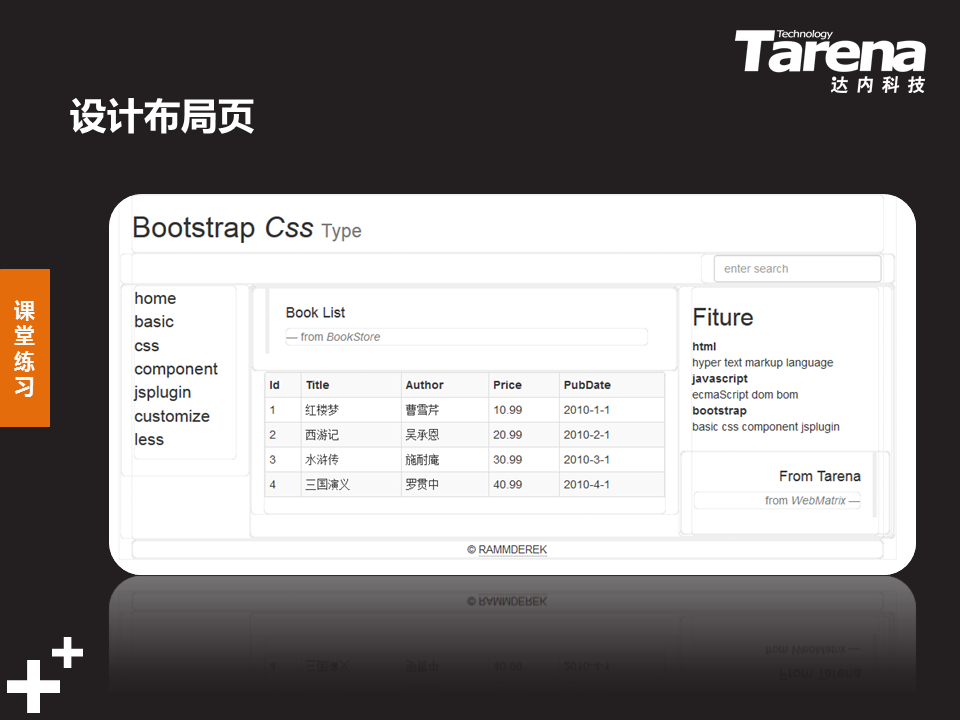 Technology
Tarena
达内科技
设计布局页
课堂练习
Bootstrap Css Type
enter search
home
basic
css
component
jsplugin
customize
less
Book List
— from BookStore
Id Title Author Price PubDate
1 红楼梦 曹雪芹 10.99 2010-1-1
2 西游记 吴承恩 20.99 2010-2-1
3 水浒传 施耐庵 30.99 2010-3-1
4 三国演义 罗贯中 40.99 2010-4-1
Fiture
html
hyper text markup language
javascript
ecmaScript dom bom
bootstrap
basic css component jsplugin
From Tarena
from WebMatrix —
© RAMMDEREK